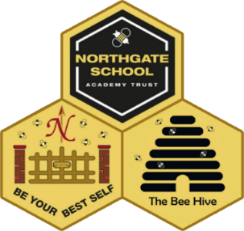 NORTHGATE
SCHOOL
ACADEMY TRUST
N
BE YOUR BEST SELF
The Bee Hive